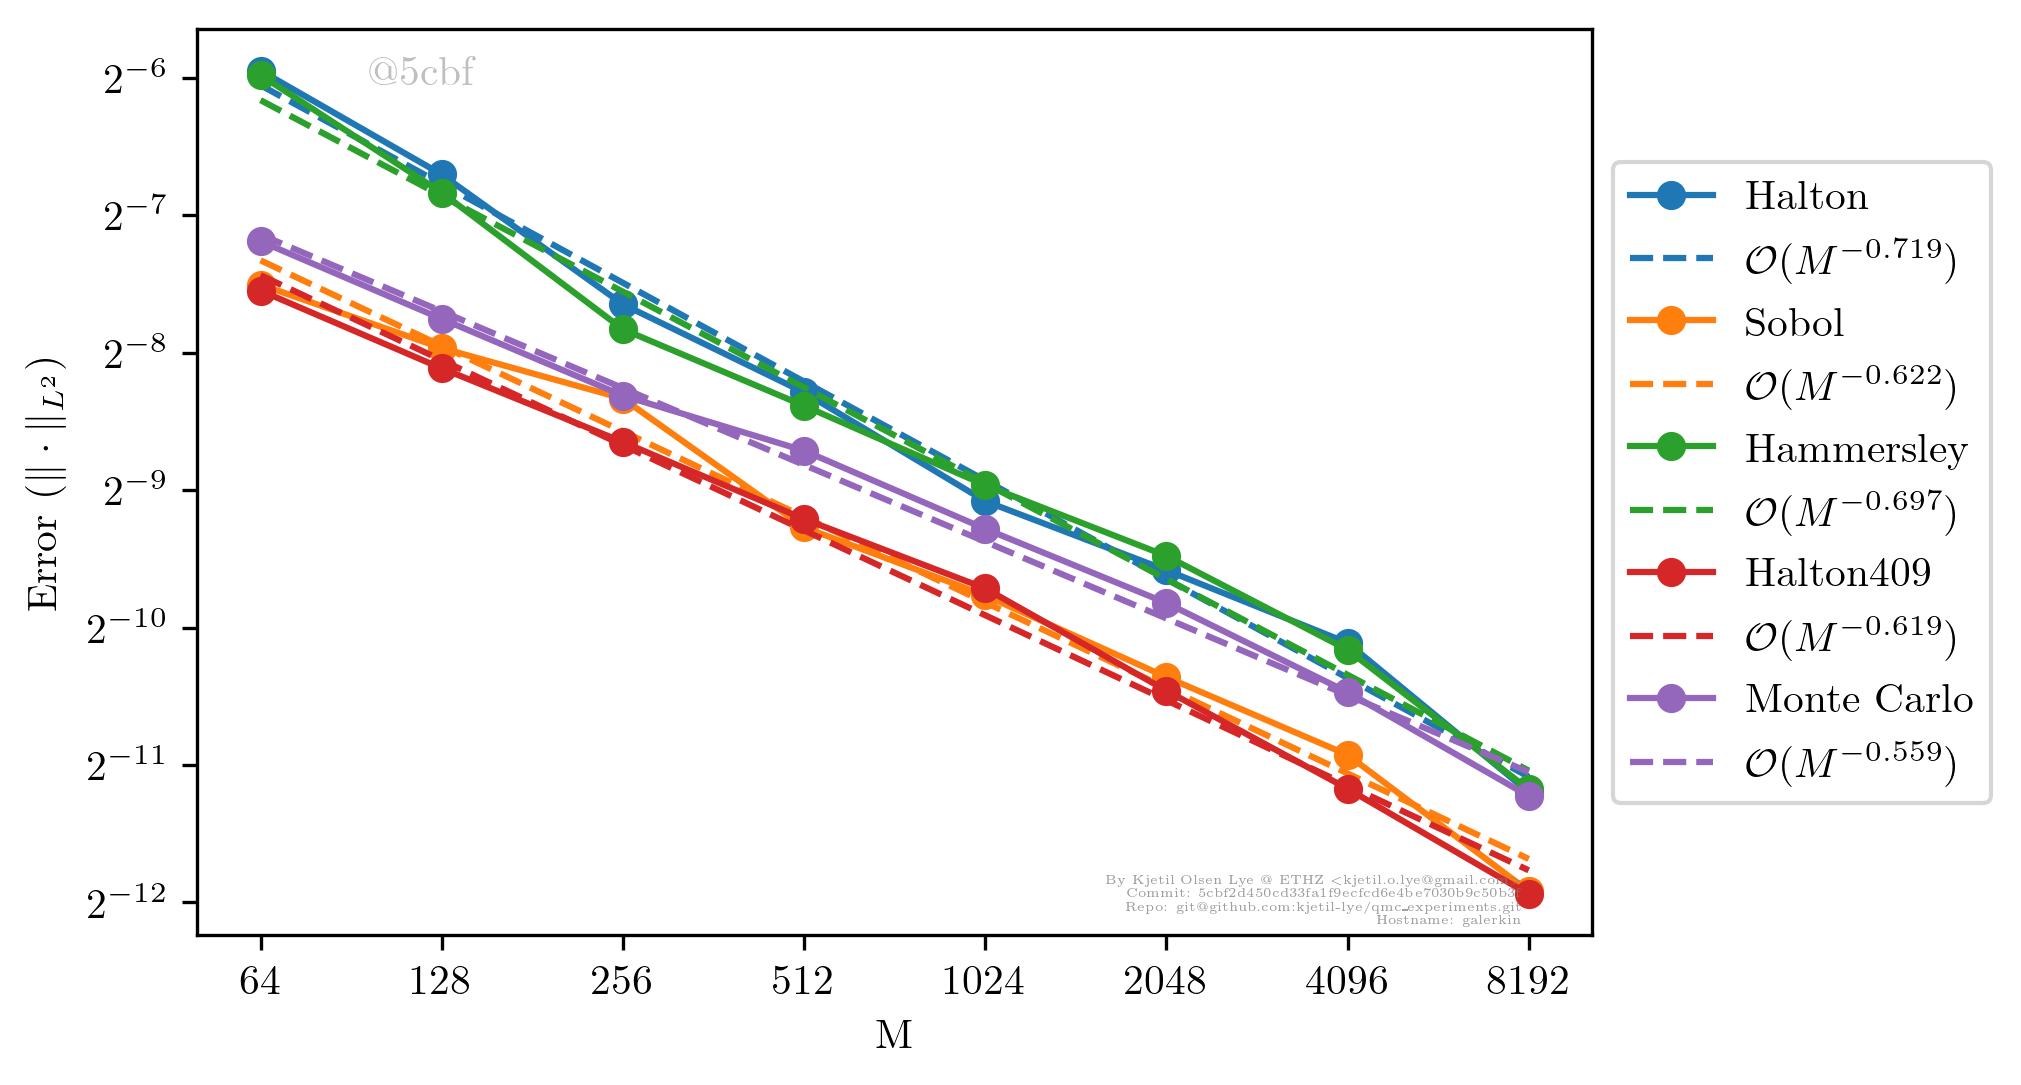 @5cbf
2^{-6}
2^{-7}
2^{-8}
2^{-9}
2^{-10}
2^{-11}
2^{-12}
Error (|| · ||_{L^2})
64 128 256 512 1024 2048 4096 8192
M
Halton
𝒪(M^{-0.719})
Sobol
𝒪(M^{-0.622})
Hammersley
𝒪(M^{-0.697})
Halton409
𝒪(M^{-0.619})
Monte Carlo
𝒪(M^{-0.559})
By Kjetil Olsen Lye @ ETHZ <kjetil.o.lye@gmail.com>
Commit:
Repo: git@github.com:kjetil-lye/qmc_experiments.git
Hostname: galerkin